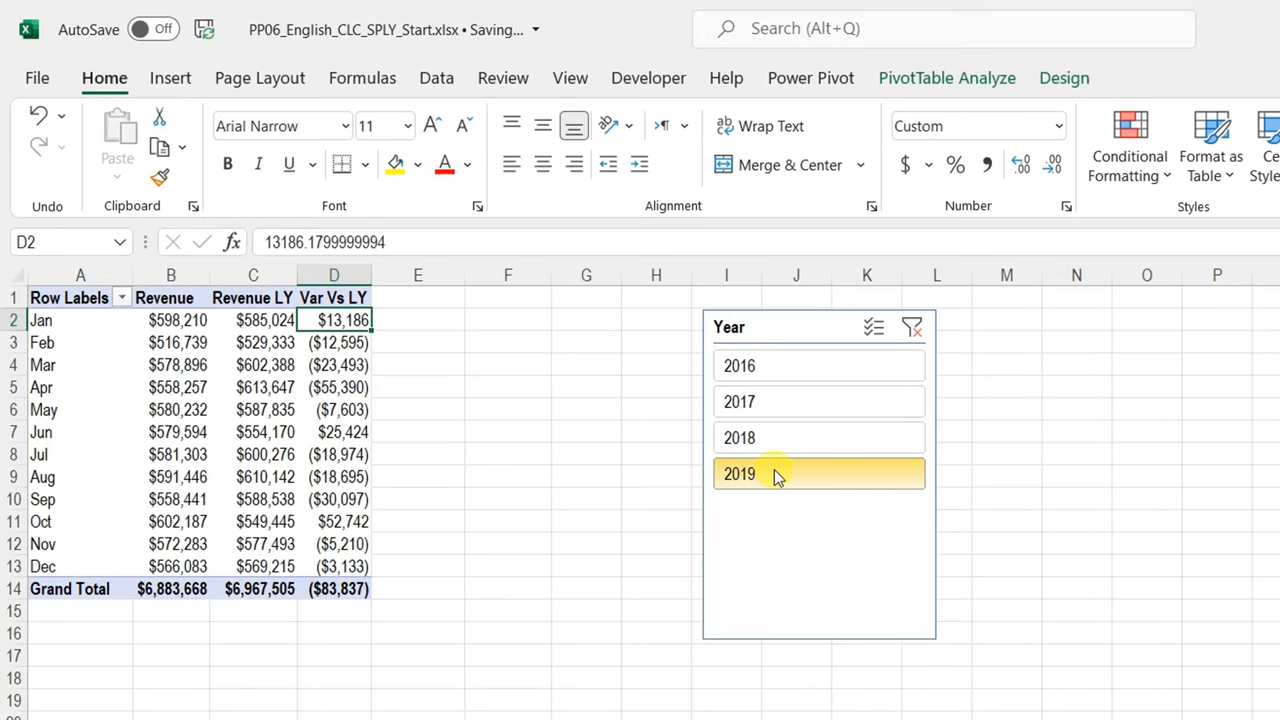 AutoSave Off PP06_English_CLC_SPLY_Start.xlsx • Saving... Search (Alt+Q)
File Home Insert Page Layout Formulas Data Review View Developer Help Power Pivot PivotTable Analyze Design
Arial Narrow 11 Wrap Text Custom
Paste B I U A Merge & Center $ % Conditional Formatting Format as Table
Undo Clipboard Font Alignment Number Styles
D2 fx 13186.1799999994
A B C D E F G H I J K L M N O P
1 Row Labels Revenue Revenue LY Var Vs LY
2 Jan $598,210 $585,024 $13,186
3 Feb $516,739 $529,333 ($12,595)
4 Mar $578,896 $602,388 ($23,493)
5 Apr $558,257 $613,647 ($55,390)
6 May $580,232 $587,835 ($7,603)
7 Jun $579,594 $554,170 $25,424
8 Jul $581,303 $600,276 ($18,974)
9 Aug $591,446 $610,142 ($18,695)
10 Sep $558,441 $588,538 ($30,097)
11 Oct $602,187 $549,445 $52,742
12 Nov $572,283 $577,493 ($5,210)
13 Dec $566,083 $569,215 ($3,133)
14 Grand Total $6,883,668 $6,967,505 ($83,837)
15
16
17
18
19
Year
2016
2017
2018
2019